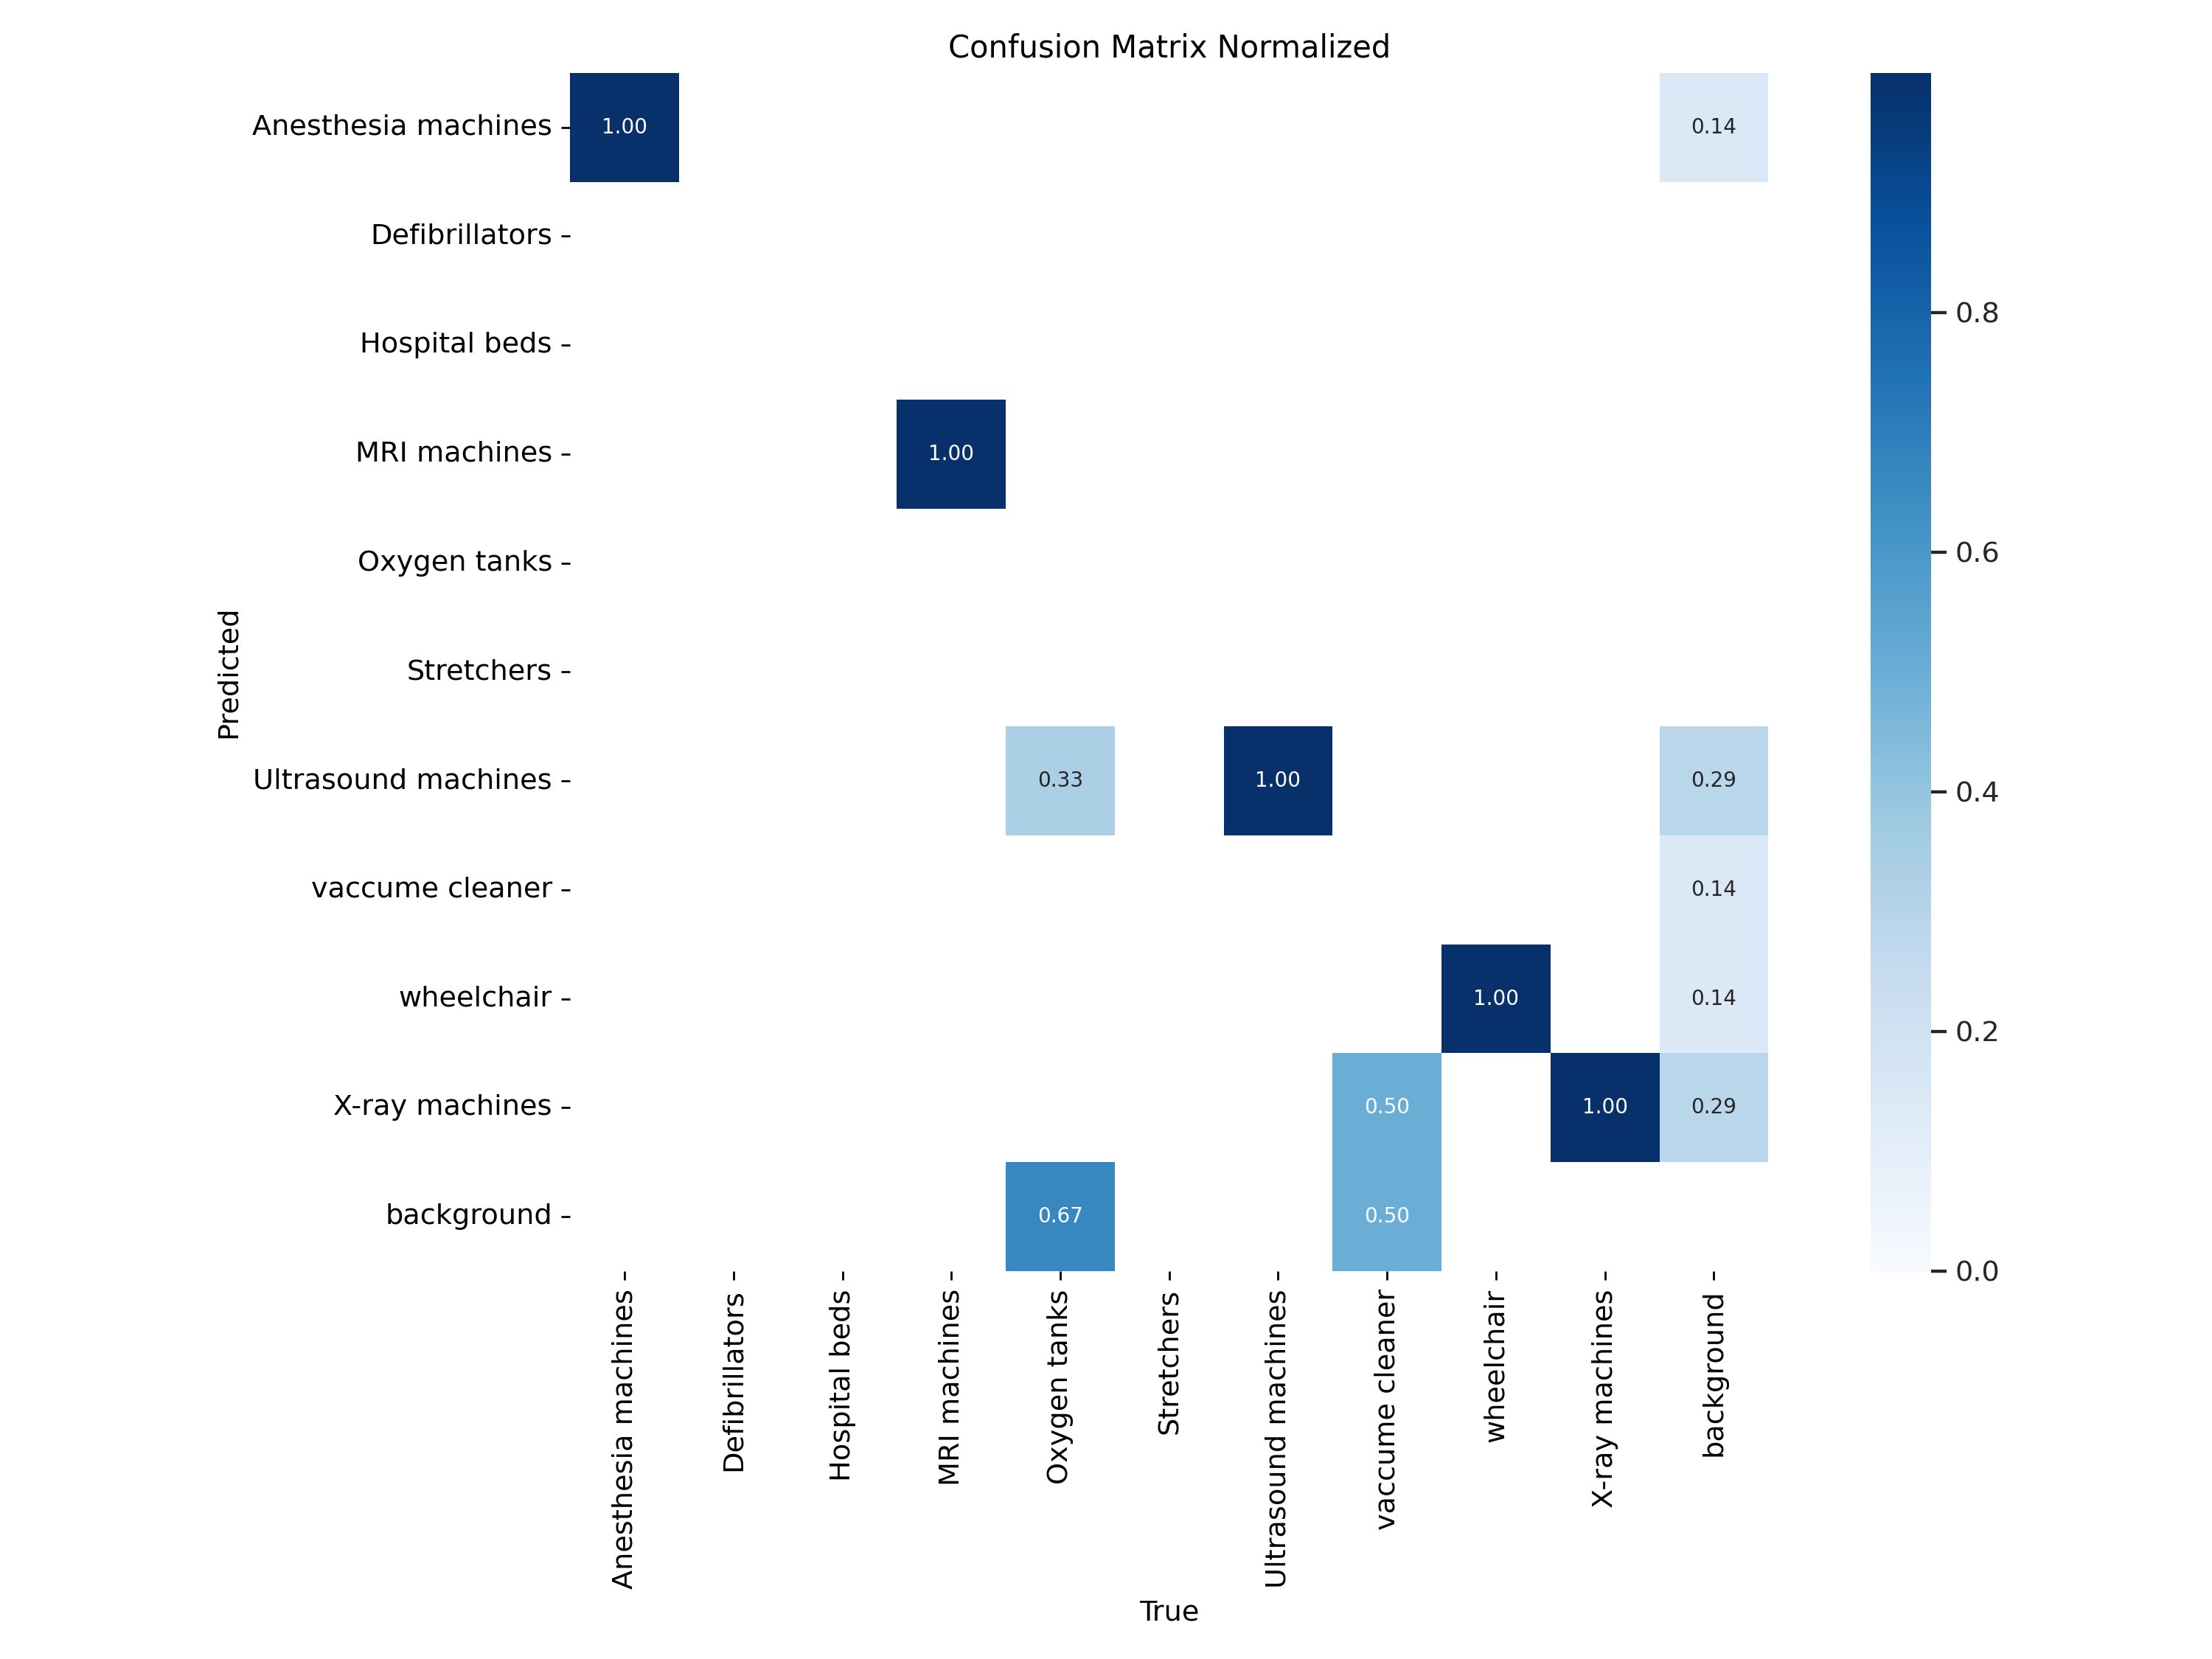 Confusion Matrix Normalized
Anesthesia machines
1.00
0.14
Defibrillators
0.8
Hospital beds
MRI machines
1.00
0.6
Oxygen tanks
Predicted
Stretchers
Ultrasound machines
0.33
1.00
0.29
0.4
vaccume cleaner
0.14
wheelchair
1.00
0.14
0.2
X-ray machines
0.50
1.00
0.29
background
0.67
0.50
0.0
Anesthesia machines
Defibrillators
Hospital beds
MRI machines
Oxygen tanks
Stretchers
Ultrasound machines
vaccume cleaner
wheelchair
X-ray machines
background
True